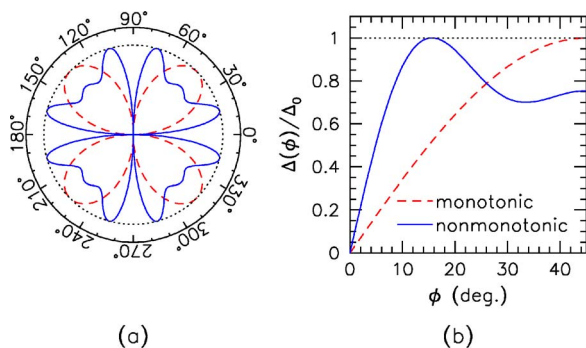 90°
120°
60°
150°
30°
180°
0°
210°
330°
240°
300°
270°
(a)
1
0.8
0.6
0.4
0.2
0
Δ(ϕ)/Δ₀
monotonic
nonmonotonic
0 10 20 30 40
ϕ (deg.)
(b)